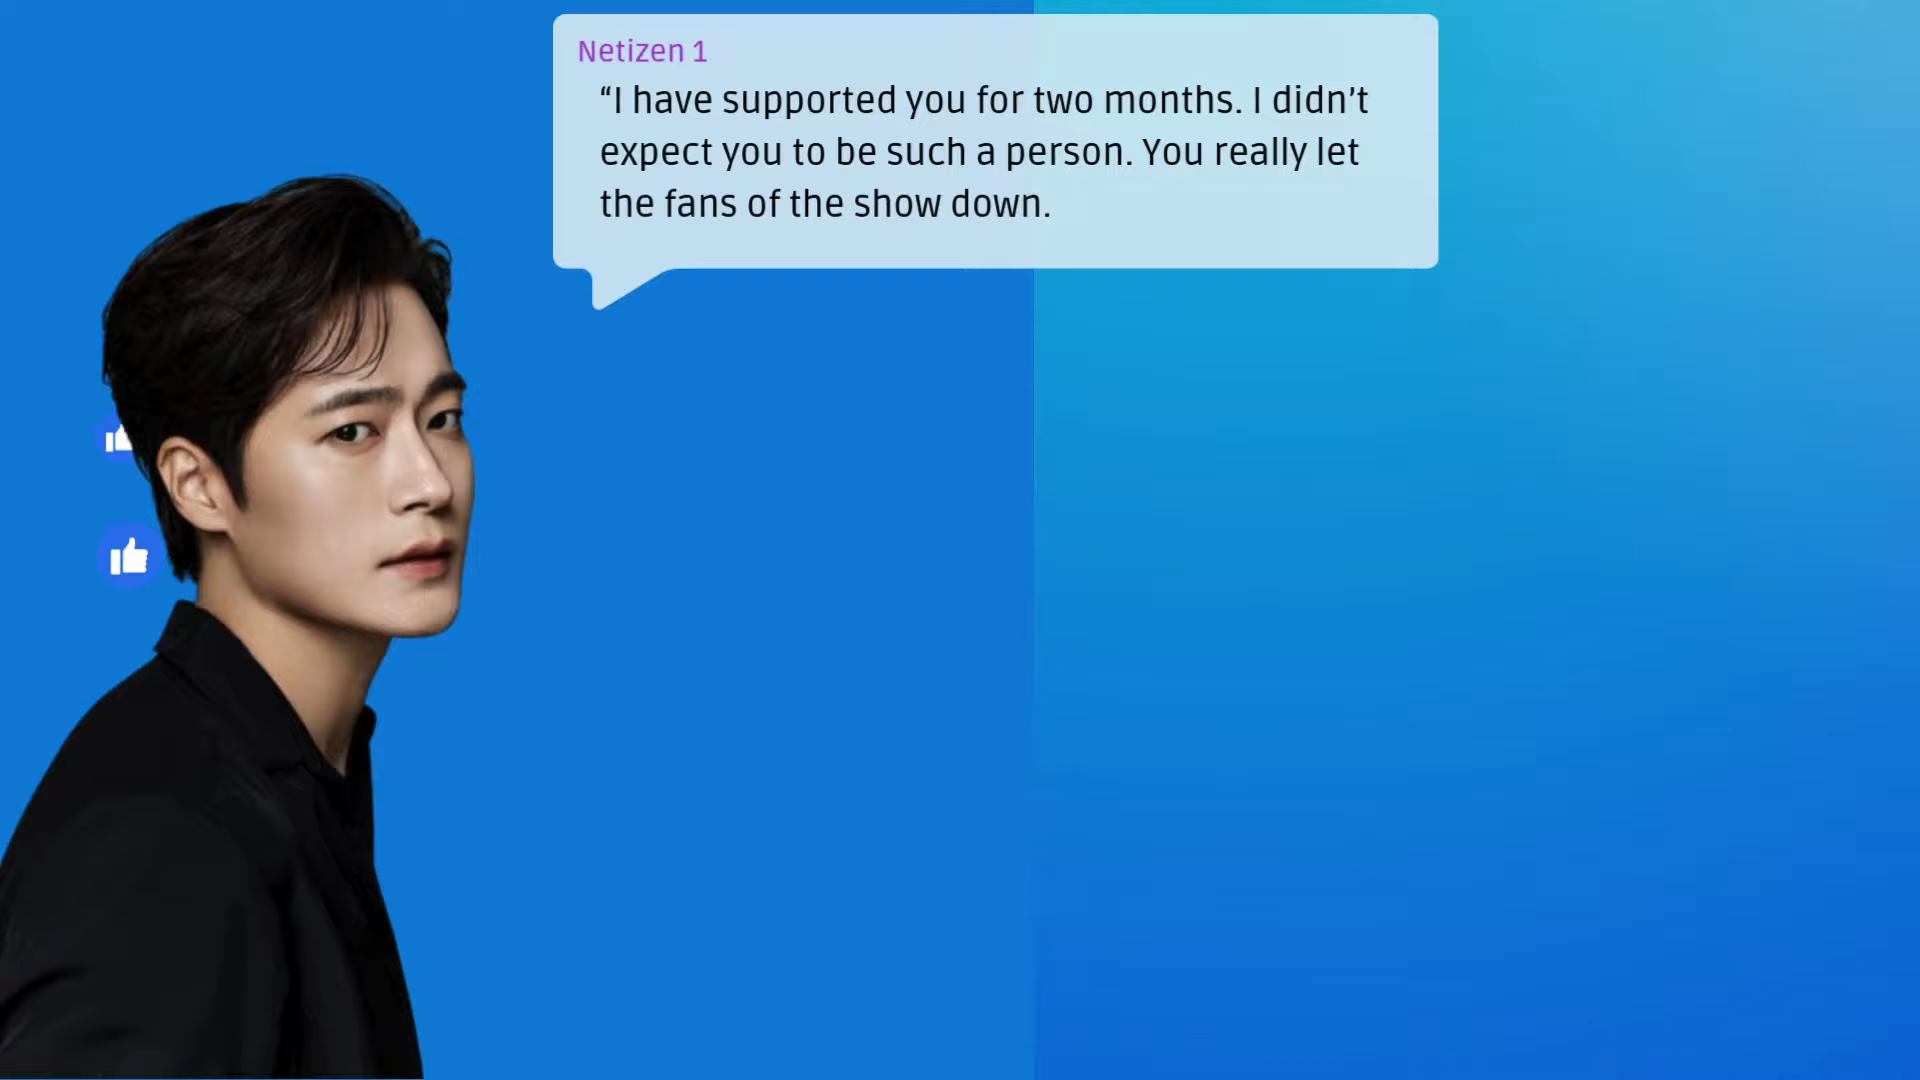 Netizen 1
“I have supported you for two months. I didn’t
expect you to be such a person. You really let
the fans of the show down.